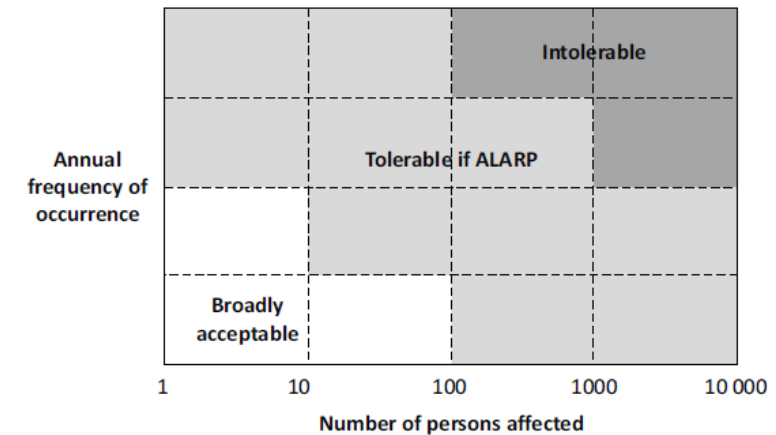 Intolerable
Annual
frequency of
occurrence
Tolerable if ALARP
Broadly
acceptable
1 10 100 1000 10 000
Number of persons affected